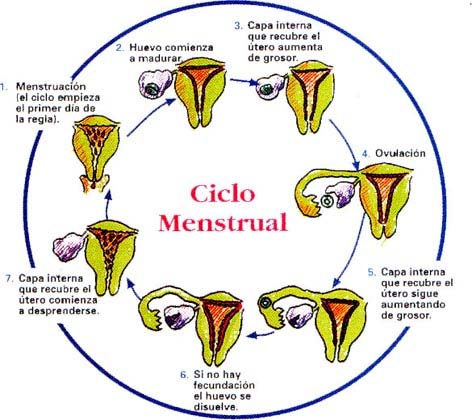 1. Menstruación
(el ciclo empieza
el primer día de
la regla).
2. Huevo comienza
a madurar.
3. Capa interna
que recubre el
útero aumenta
de grosor.
4. Ovulación
Ciclo
Menstrual
5. Capa interna
que recubre el
útero sigue
aumentando
de grosor.
6. Si no hay
fecundación
el huevo se
disuelve.
7. Capa interna
que recubre el
útero comienza
a desprenderse.